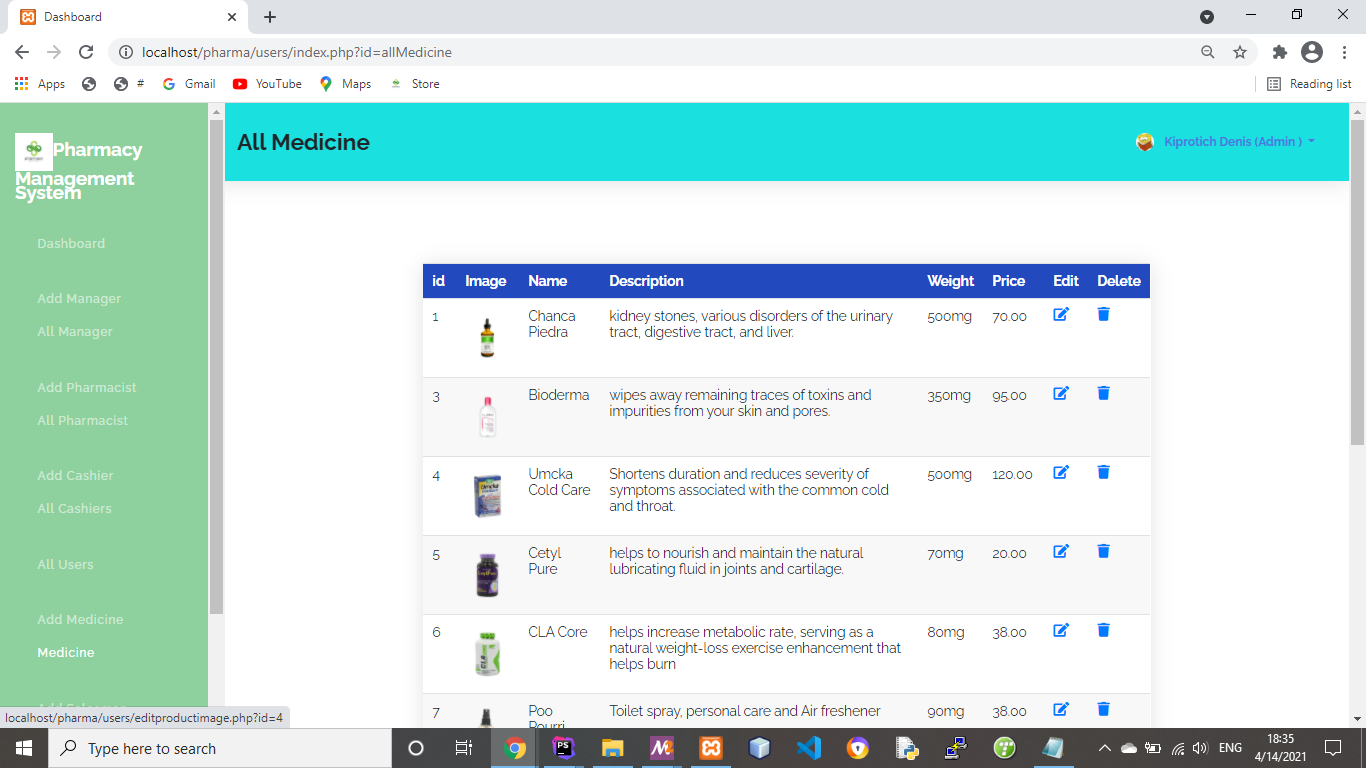 Dashboard
localhost/pharma/users/index.php?id=allMedicine
Apps
#
Gmail
YouTube
Maps
Store
Reading list
Pharmacy
Management
System
Dashboard
Add Manager
All Manager
Add Pharmacist
All Pharmacist
Add Cashier
All Cashiers
All Users
Add Medicine
Medicine
localhost/pharma/users/editproductimage.php?id=4
All Medicine
Kiprotich Denis (Admin )
id Image Name Description Weight Price Edit Delete
1 Chanca Piedra kidney stones, various disorders of the urinary 500mg 70.00
tract, digestive tract, and liver.
3 Bioderma wipes away remaining traces of toxins and 350mg 95.00
impurities from your skin and pores.
4 Umcka Cold Care Shortens duration and reduces severity of 500mg 120.00
symptoms associated with the common cold
and throat.
5 Cetyl Pure helps to nourish and maintain the natural 70mg 20.00
lubricating fluid in joints and cartilage.
6 CLA Core helps increase metabolic rate, serving as a 80mg 38.00
natural weight-loss exercise enhancement that
helps burn
7 Poo Pourri Toilet spray, personal care and Air freshener 90mg 38.00
Type here to search
PS
ENG
18:35
4/14/2021